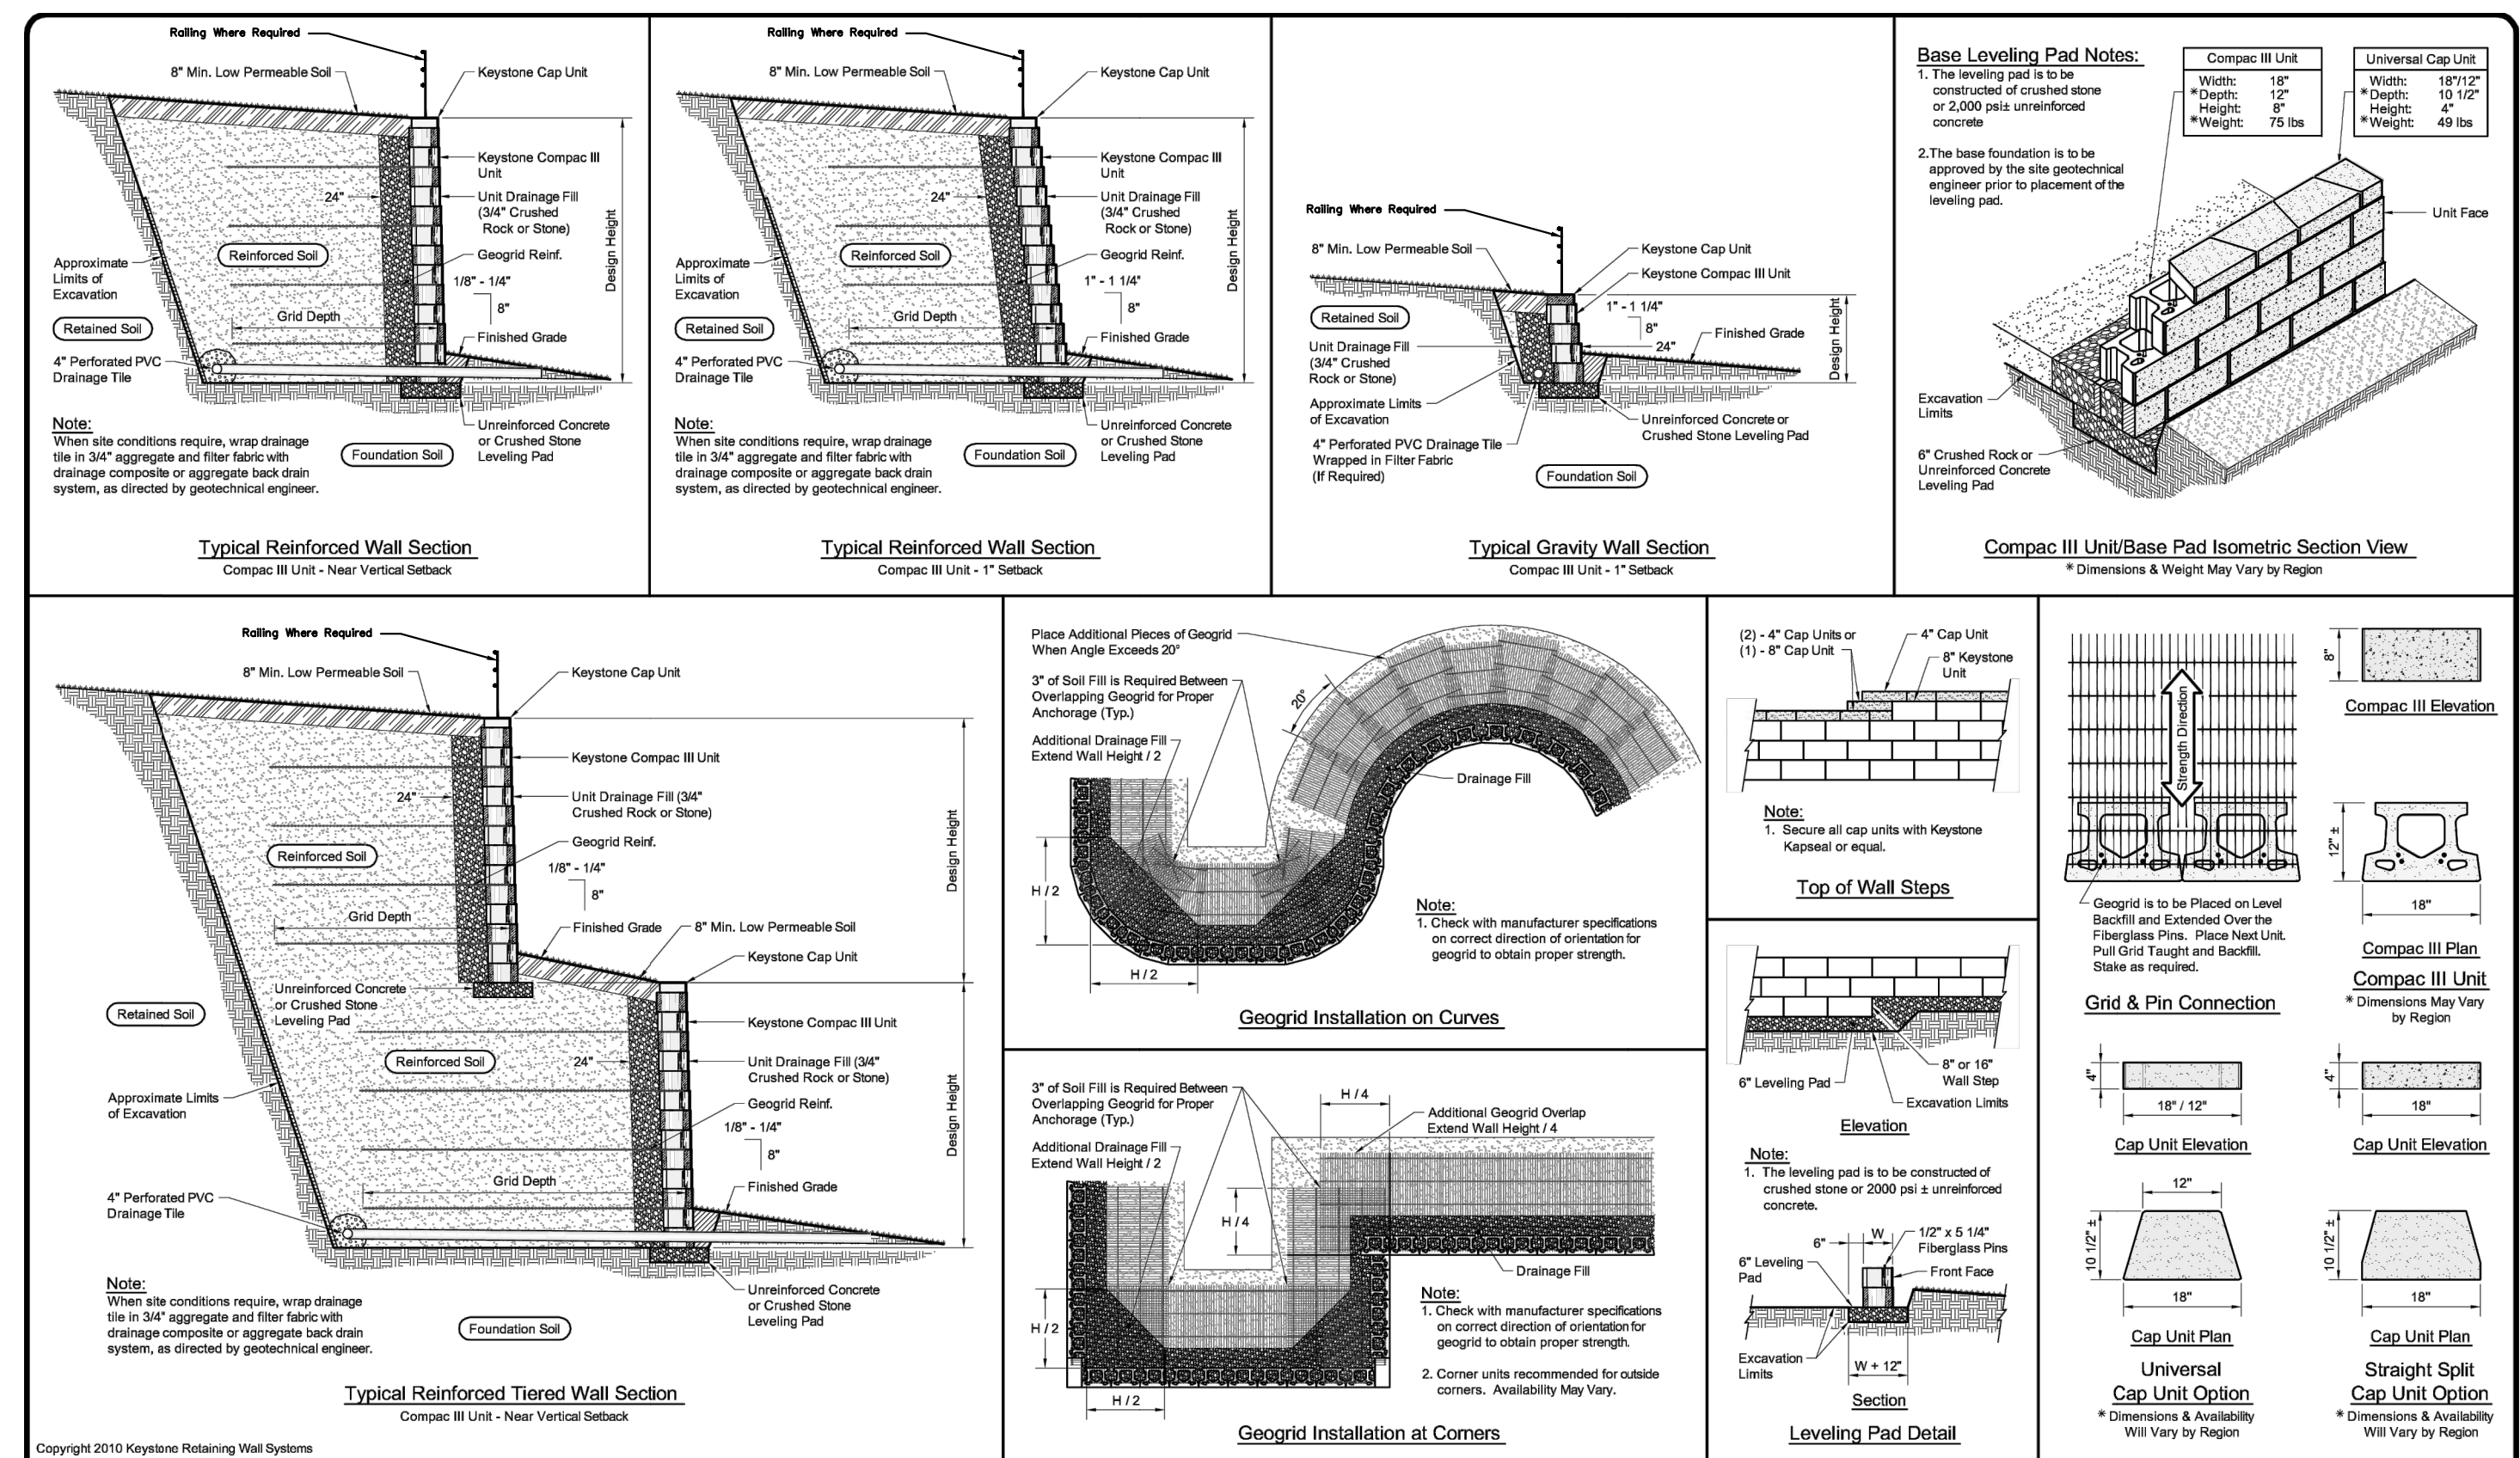 Railing Where Required
8" Min. Low Permeable Soil
Keystone Cap Unit
Keystone Compac III
Unit
24"
Unit Drainage Fill
(3/4" Crushed
Rock or Stone)
Design Height
Reinforced Soil
Geogrid Reinf.
Approximate
Limits of
Excavation
1/8" - 1/4"
8"
Grid Depth
Retained Soil
Finished Grade
4" Perforated PVC
Drainage Tile
Note:
When site conditions require, wrap drainage
tile in 3/4" aggregate and filter fabric with
drainage composite or aggregate back drain
system, as directed by geotechnical engineer.
Foundation Soil
Unreinforced Concrete
or Crushed Stone
Leveling Pad
Typical Reinforced Wall Section
Compac III Unit - Near Vertical Setback
Railing Where Required
8" Min. Low Permeable Soil
Keystone Cap Unit
Keystone Compac III
Unit
24"
Unit Drainage Fill
(3/4" Crushed
Rock or Stone)
Design Height
Reinforced Soil
Geogrid Reinf.
Approximate
Limits of
Excavation
1" - 1 1/4"
8"
Grid Depth
Retained Soil
Finished Grade
4" Perforated PVC
Drainage Tile
Note:
When site conditions require, wrap drainage
tile in 3/4" aggregate and filter fabric with
drainage composite or aggregate back drain
system, as directed by geotechnical engineer.
Foundation Soil
Unreinforced Concrete
or Crushed Stone
Leveling Pad
Typical Reinforced Wall Section
Compac III Unit - 1" Setback
Railing Where Required
8" Min. Low Permeable Soil
Keystone Cap Unit
Keystone Compac III Unit
Retained Soil
1" - 1 1/4"
8"
Finished Grade
24"
Design Height
Unit Drainage Fill
(3/4" Crushed
Rock or Stone)
Approximate Limits
of Excavation
Unreinforced Concrete or
Crushed Stone Leveling Pad
4" Perforated PVC Drainage Tile
Wrapped in Filter Fabric
(If Required)
Foundation Soil
Typical Gravity Wall Section
Compac III Unit - 1" Setback
Base Leveling Pad Notes:
1. The leveling pad is to be
constructed of crushed stone
or 2,000 psi± unreinforced
concrete
2.The base foundation is to be
approved by the site geotechnical
engineer prior to placement of the
leveling pad.
Compac III Unit
Width: 18"
*Depth: 12"
Height: 8"
*Weight: 75 lbs
Universal Cap Unit
Width: 18"/12"
*Depth: 10 1/2"
Height: 4"
*Weight: 49 lbs
Unit Face
Excavation
Limits
6" Crushed Rock or
Unreinforced Concrete
Leveling Pad
Compac III Unit/Base Pad Isometric Section View
* Dimensions & Weight May Vary by Region
Railing Where Required
8" Min. Low Permeable Soil
Keystone Cap Unit
Keystone Compac III Unit
24"
Unit Drainage Fill (3/4"
Crushed Rock or Stone)
Design Height
Reinforced Soil
Geogrid Reinf.
1/8" - 1/4"
8"
Grid Depth
Finished Grade
8" Min. Low Permeable Soil
Keystone Cap Unit
Unreinforced Concrete
or Crushed Stone
Leveling Pad
Retained Soil
Keystone Compac III Unit
Reinforced Soil
24"
Unit Drainage Fill (3/4"
Crushed Rock or Stone)
Design Height
Approximate Limits
of Excavation
Geogrid Reinf.
1/8" - 1/4"
8"
Grid Depth
Finished Grade
4" Perforated PVC
Drainage Tile
Note:
When site conditions require, wrap drainage
tile in 3/4" aggregate and filter fabric with
drainage composite or aggregate back drain
system, as directed by geotechnical engineer.
Foundation Soil
Unreinforced Concrete
or Crushed Stone
Leveling Pad
Typical Reinforced Tiered Wall Section
Compac III Unit - Near Vertical Setback
Copyright 2010 Keystone Retaining Wall Systems
Place Additional Pieces of Geogrid
When Angle Exceeds 20°
3" of Soil Fill is Required Between
Overlapping Geogrid for Proper
Anchorage (Typ.)
20°
Additional Drainage Fill
Extend Wall Height / 2
Drainage Fill
H / 2
H / 2
Note:
1. Check with manufacturer specifications
on correct direction of orientation for
geogrid to obtain proper strength.
Geogrid Installation on Curves
3" of Soil Fill is Required Between
Overlapping Geogrid for Proper
Anchorage (Typ.)
H / 4
Additional Geogrid Overlap
Extend Wall Height / 4
Additional Drainage Fill
Extend Wall Height / 2
H / 4
Drainage Fill
H / 2
H / 2
Note:
1. Check with manufacturer specifications
on correct direction of orientation for
geogrid to obtain proper strength.
2. Corner units recommended for outside
corners. Availability May Vary.
Geogrid Installation at Corners
(2) - 4" Cap Units or
(1) - 8" Cap Unit
4" Cap Unit
8" Keystone
Unit
Note:
1. Secure all cap units with Keystone
Kapseal or equal.
Top of Wall Steps
6" Leveling Pad
8" or 16"
Wall Step
Excavation Limits
Elevation
Note:
1. The leveling pad is to be constructed of
crushed stone or 2000 psi ± unreinforced
concrete.
6"
W
1/2" x 5 1/4"
Fiberglass Pins
6" Leveling
Pad
Front Face
Excavation
Limits
W + 12"
Section
Leveling Pad Detail
Strength Direction
Geogrid is to be Placed on Level
Backfill and Extended Over the
Fiberglass Pins. Place Next Unit.
Pull Grid Taught and Backfill.
Stake as required.
Grid & Pin Connection
8"
Compac III Elevation
12" ±
18"
Compac III Plan
Compac III Unit
* Dimensions May Vary
by Region
4"
18" / 12"
Cap Unit Elevation
12"
10 1/2" ±
18"
Cap Unit Plan
Universal
Cap Unit Option
* Dimensions & Availability
Will Vary by Region
4"
18"
Cap Unit Elevation
10 1/2" ±
18"
Cap Unit Plan
Straight Split
Cap Unit Option
* Dimensions & Availability
Will Vary by Region